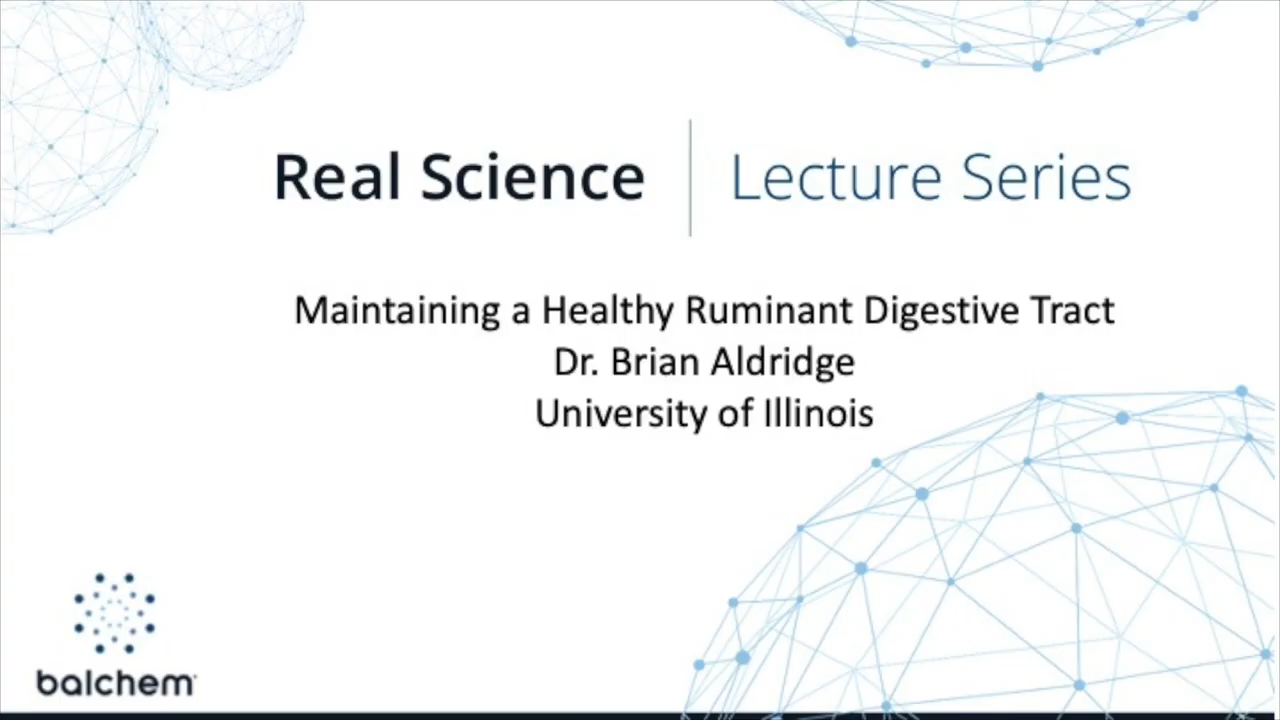 Real Science | Lecture Series
Maintaining a Healthy Ruminant Digestive Tract
Dr. Brian Aldridge
University of Illinois
balchem